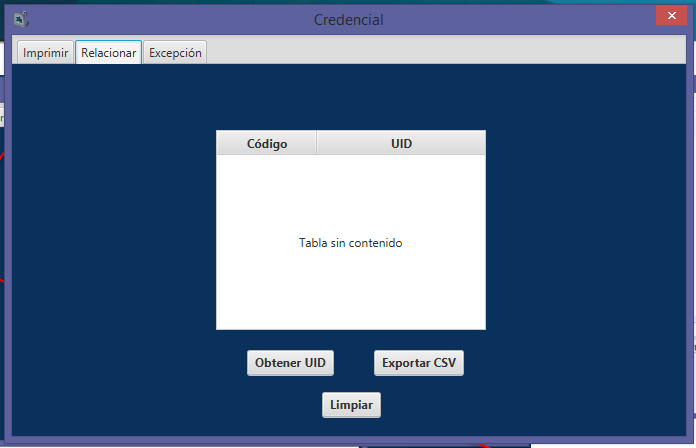 Credencial
Imprimir Relacionar Excepción
Código UID
Tabla sin contenido
Obtener UID Exportar CSV
Limpiar